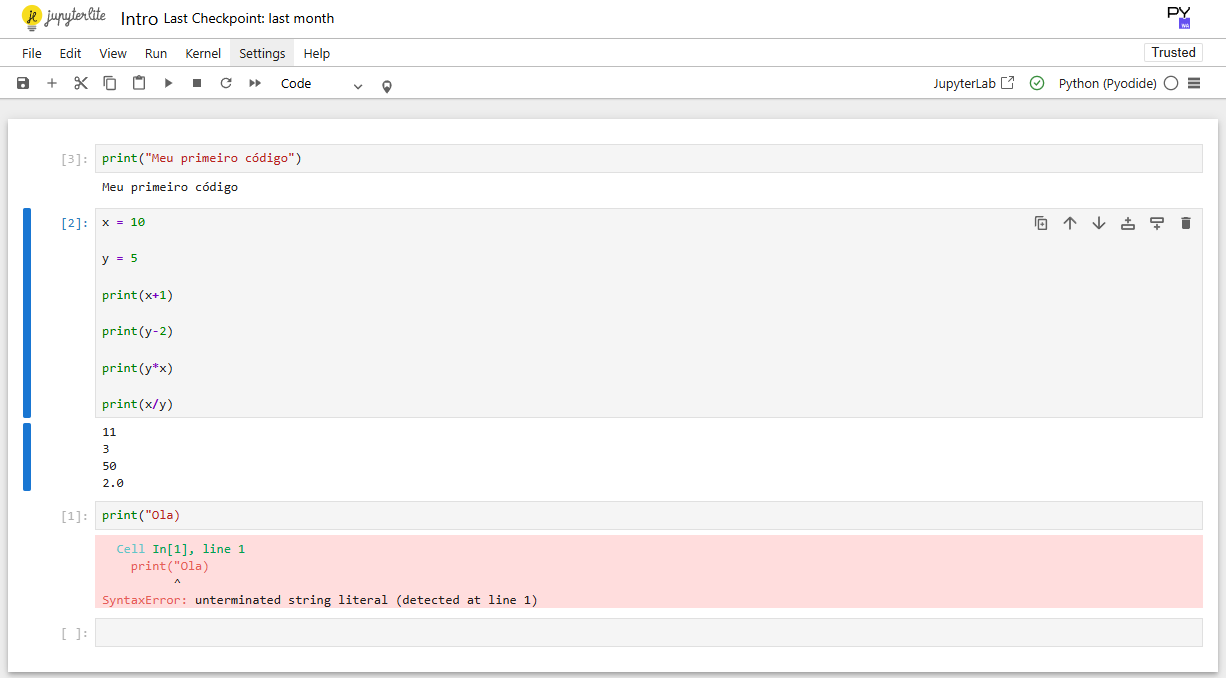 jupyterlite Intro Last Checkpoint: last month PY
File Edit View Run Kernel Settings Help Trusted
Code JupyterLab Python (Pyodide)
[3]: print("Meu primeiro código")
Meu primeiro código
[2]: x = 10
y = 5
print(x+1)
print(y-2)
print(y*x)
print(x/y)
11
3
50
2.0
[1]: print("Ola)
Cell In[1], line 1
print("Ola)
^
SyntaxError: unterminated string literal (detected at line 1)
[ ]: